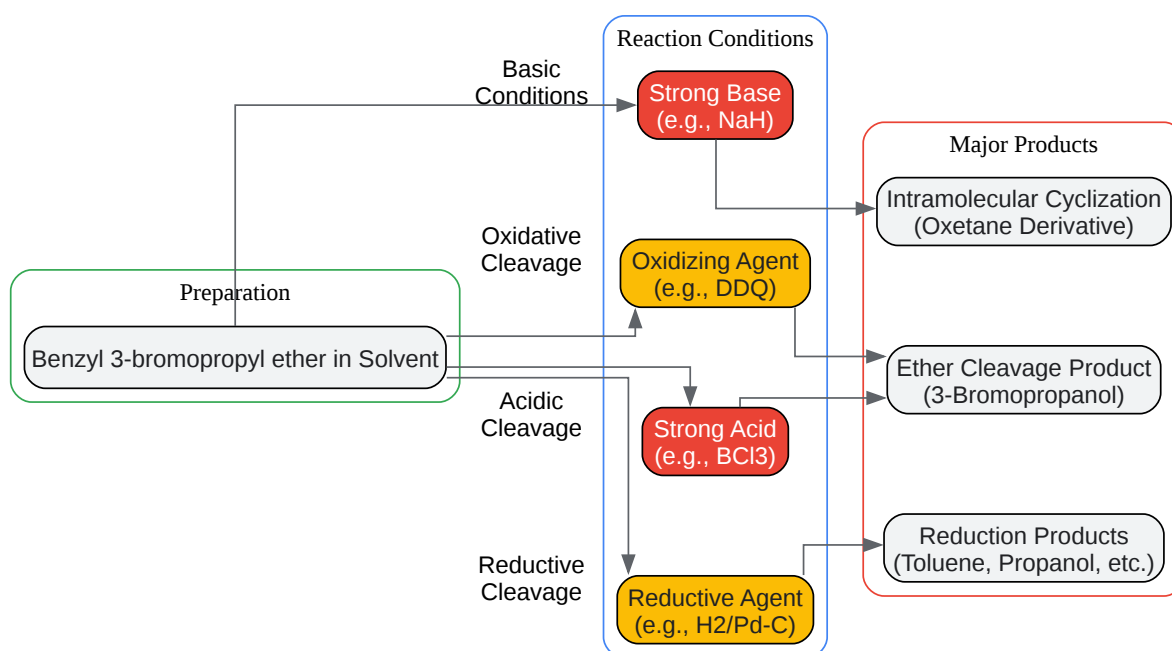 Reaction Conditions
Basic
Conditions
Strong Base
(e.g., NaH)
Major Products
Intramolecular Cyclization
(Oxetane Derivative)
Oxidative
Cleavage
Oxidizing Agent
(e.g., DDQ)
Preparation
Benzyl 3-bromopropyl ether in Solvent
Ether Cleavage Product
(3-Bromopropanol)
Acidic
Cleavage
Strong Acid
(e.g., BCl3)
Reductive
Cleavage
Reduction Products
(Toluene, Propanol, etc.)
Reductive Agent
(e.g., H2/Pd-C)